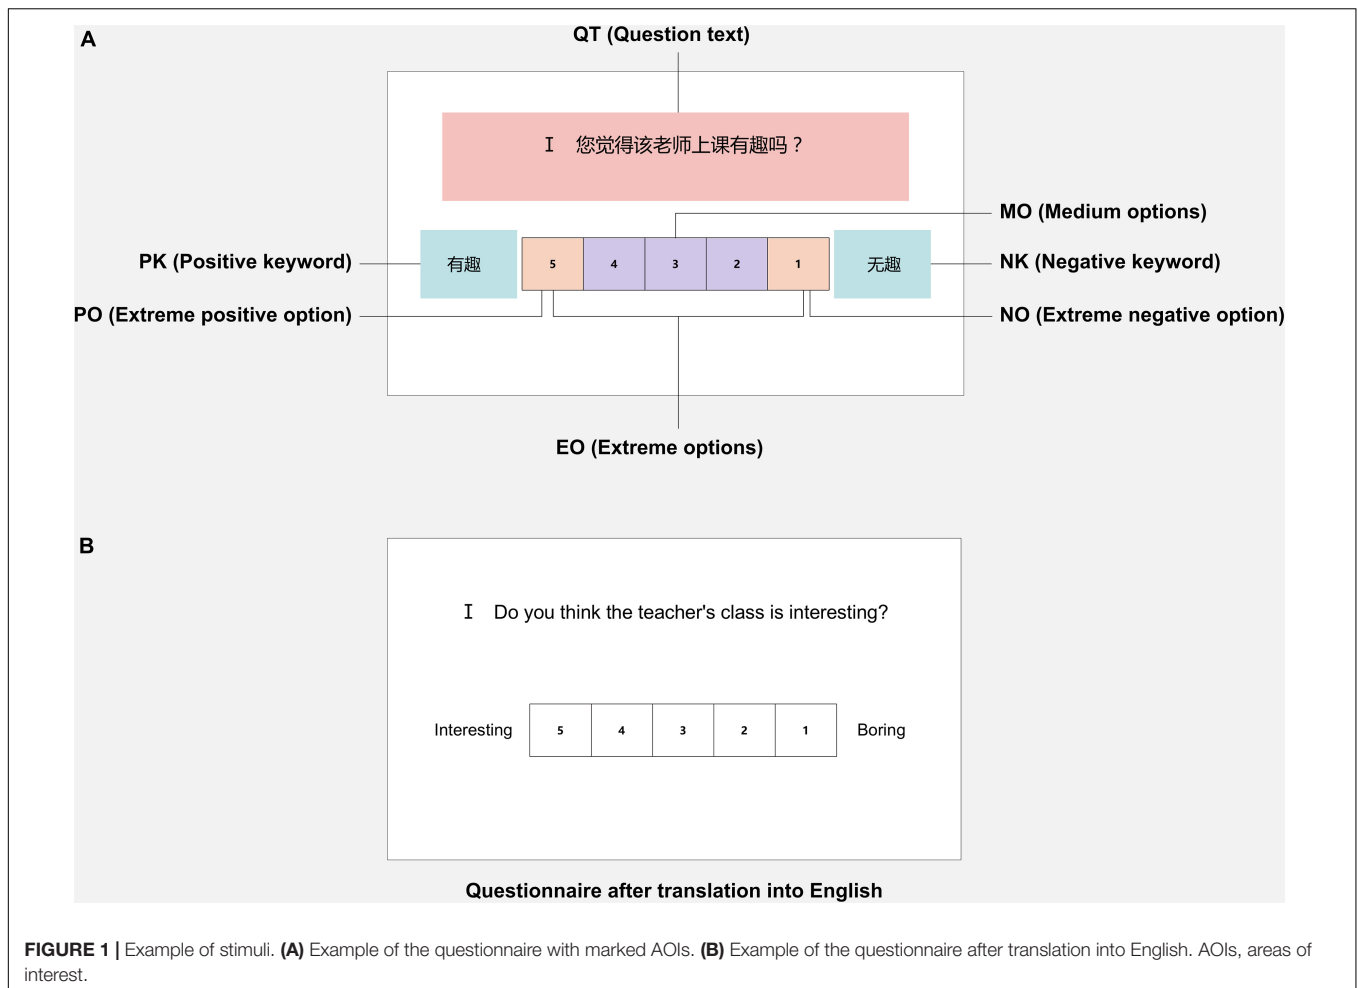 A
QT (Question text)
I 您觉得该老师上课有趣吗？
MO (Medium options)
PK (Positive keyword)
有趣
5
4
3
2
1
无趣
NK (Negative keyword)
PO (Extreme positive option)
NO (Extreme negative option)
EO (Extreme options)
B
I Do you think the teacher's class is interesting?
Interesting
5
4
3
2
1
Boring
Questionnaire after translation into English
FIGURE 1 | Example of stimuli. (A) Example of the questionnaire with marked AOIs. (B) Example of the questionnaire after translation into English. AOIs, areas of
interest.